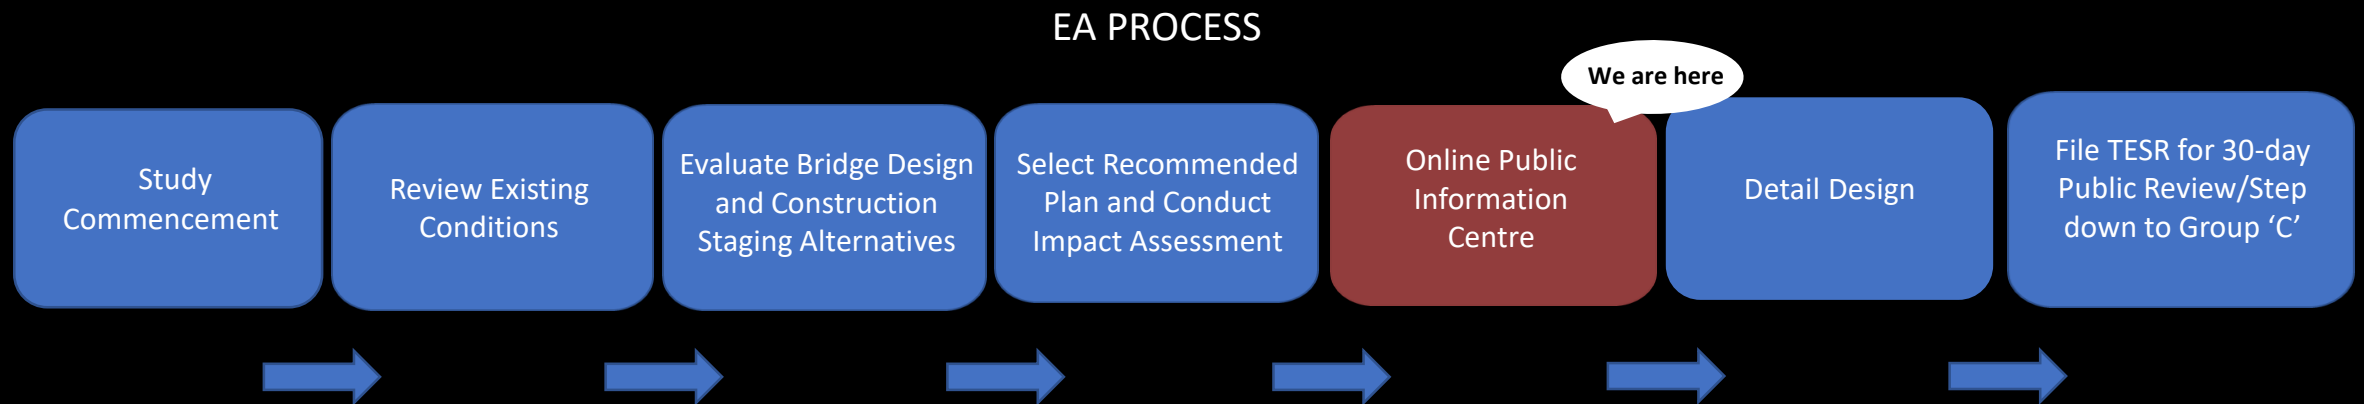 EA PROCESS
We are here
Study
Commencement
Review Existing
Conditions
Evaluate Bridge Design
and Construction
Staging Alternatives
Select Recommended
Plan and Conduct
Impact Assessment
Online Public
Information
Centre
Detail Design
File TESR for 30-day
Public Review/Step
down to Group ‘C’